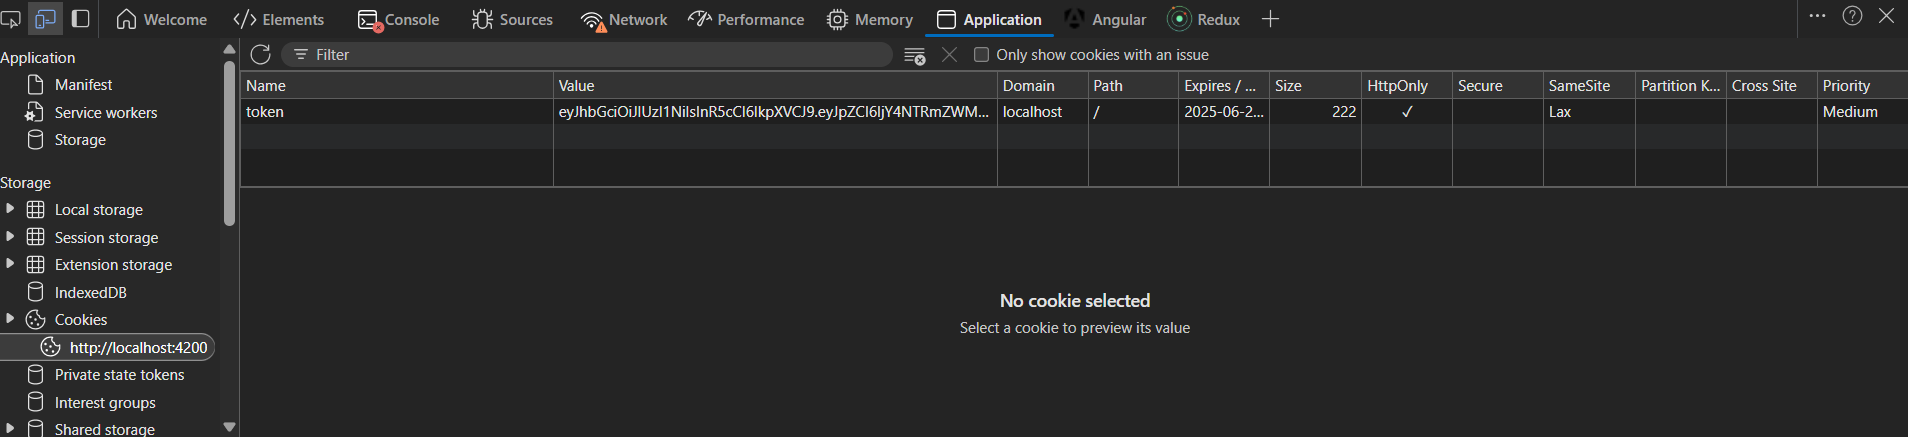 Welcome Elements Console Sources Network Performance Memory Application Angular Redux
Application
Filter
Only show cookies with an issue
Manifest
Service workers
Storage
Name Value Domain Path Expires / ... Size HttpOnly Secure SameSite Partition K... Cross Site Priority
token eyJhbGciOiJIUzI1NiIsInR5cCI6IkpXVCJ9.eyJpZCI6IjY4NTRmZWM... localhost / 2025-06-2... 222 ✓ Lax Medium
Storage
Local storage
Session storage
Extension storage
IndexedDB
Cookies
http://localhost:4200
Private state tokens
Interest groups
Shared storage
No cookie selected
Select a cookie to preview its value